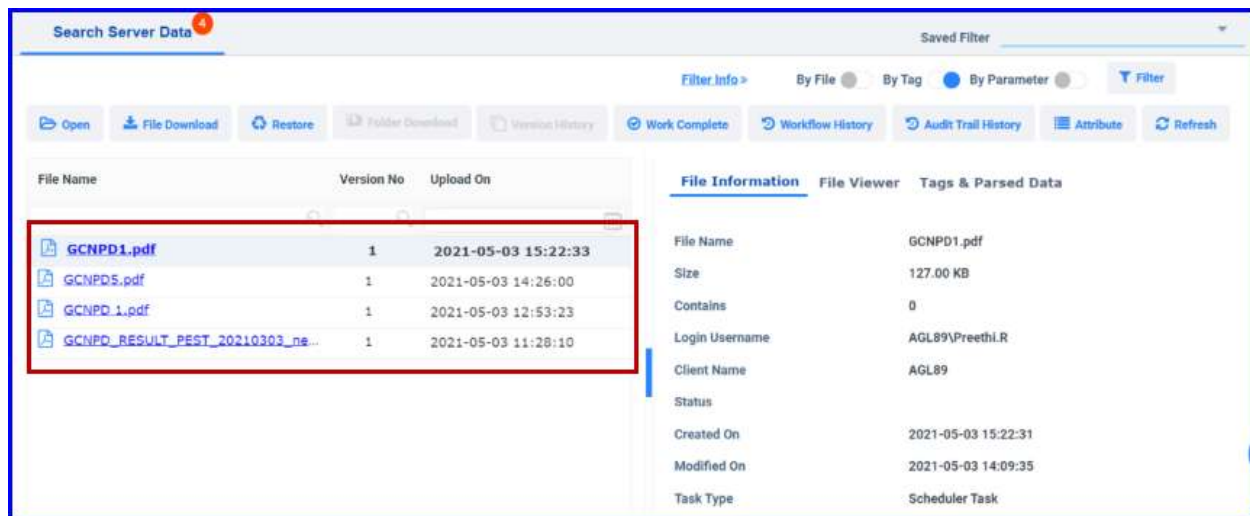 Search Server Data 4
Saved Filter
Filter Info » By File By Tag By Parameter Filter
Open File Download Restore Folder Download Version History Work Complete Workflow History Audit Trail History Attribute Refresh
File Name Version No Upload On
File Information File Viewer Tags & Parsed Data
GCNPD1.pdf 1 2021-05-03 15:22:33
GCNPD5.pdf 1 2021-05-03 14:26:00
GCNPD 1.pdf 1 2021-05-03 12:53:23
GCNPD_RESULT_PEST_20210303_ne... 1 2021-05-03 11:28:10
File Name GCNPD1.pdf
Size 127.00 KB
Contains 0
Login Username AGL89\Preethi.R
Client Name AGL89
Status
Created On 2021-05-03 15:22:31
Modified On 2021-05-03 14:09:35
Task Type Scheduler Task